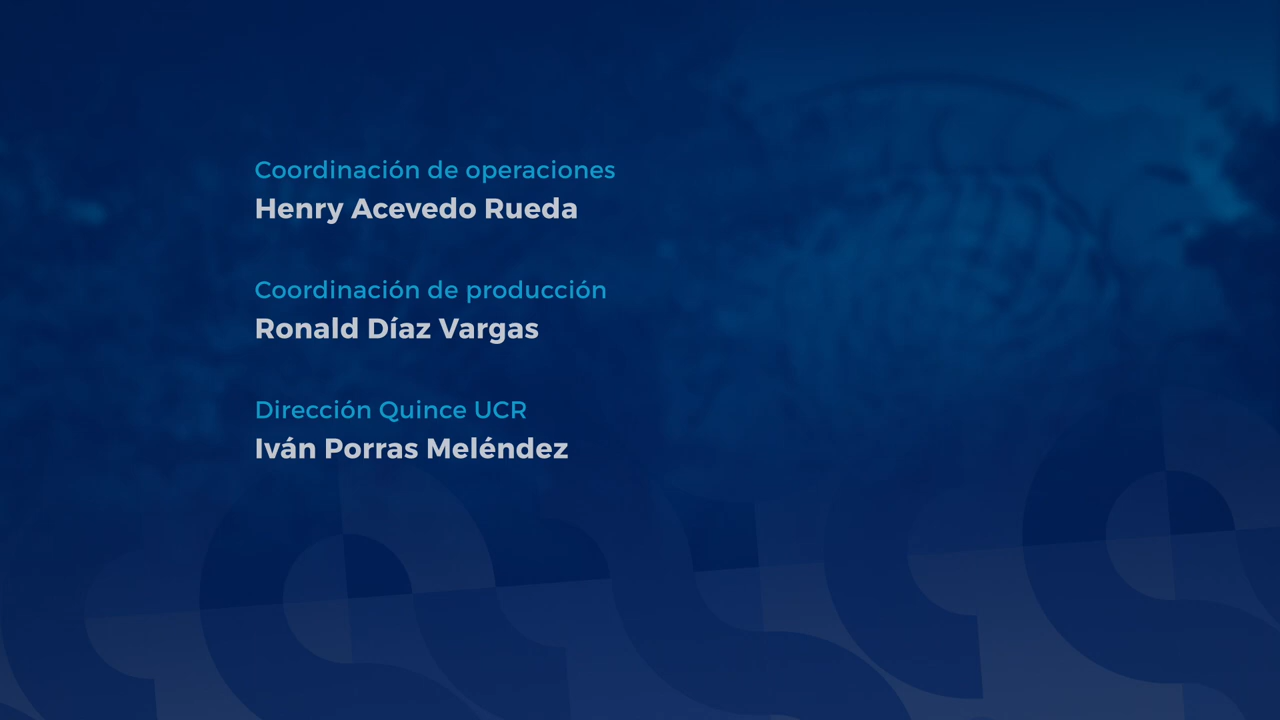 Coordinación de operaciones
Henry Acevedo Rueda
Coordinación de producción
Ronald Díaz Vargas
Dirección Quince UCR
Iván Porras Meléndez